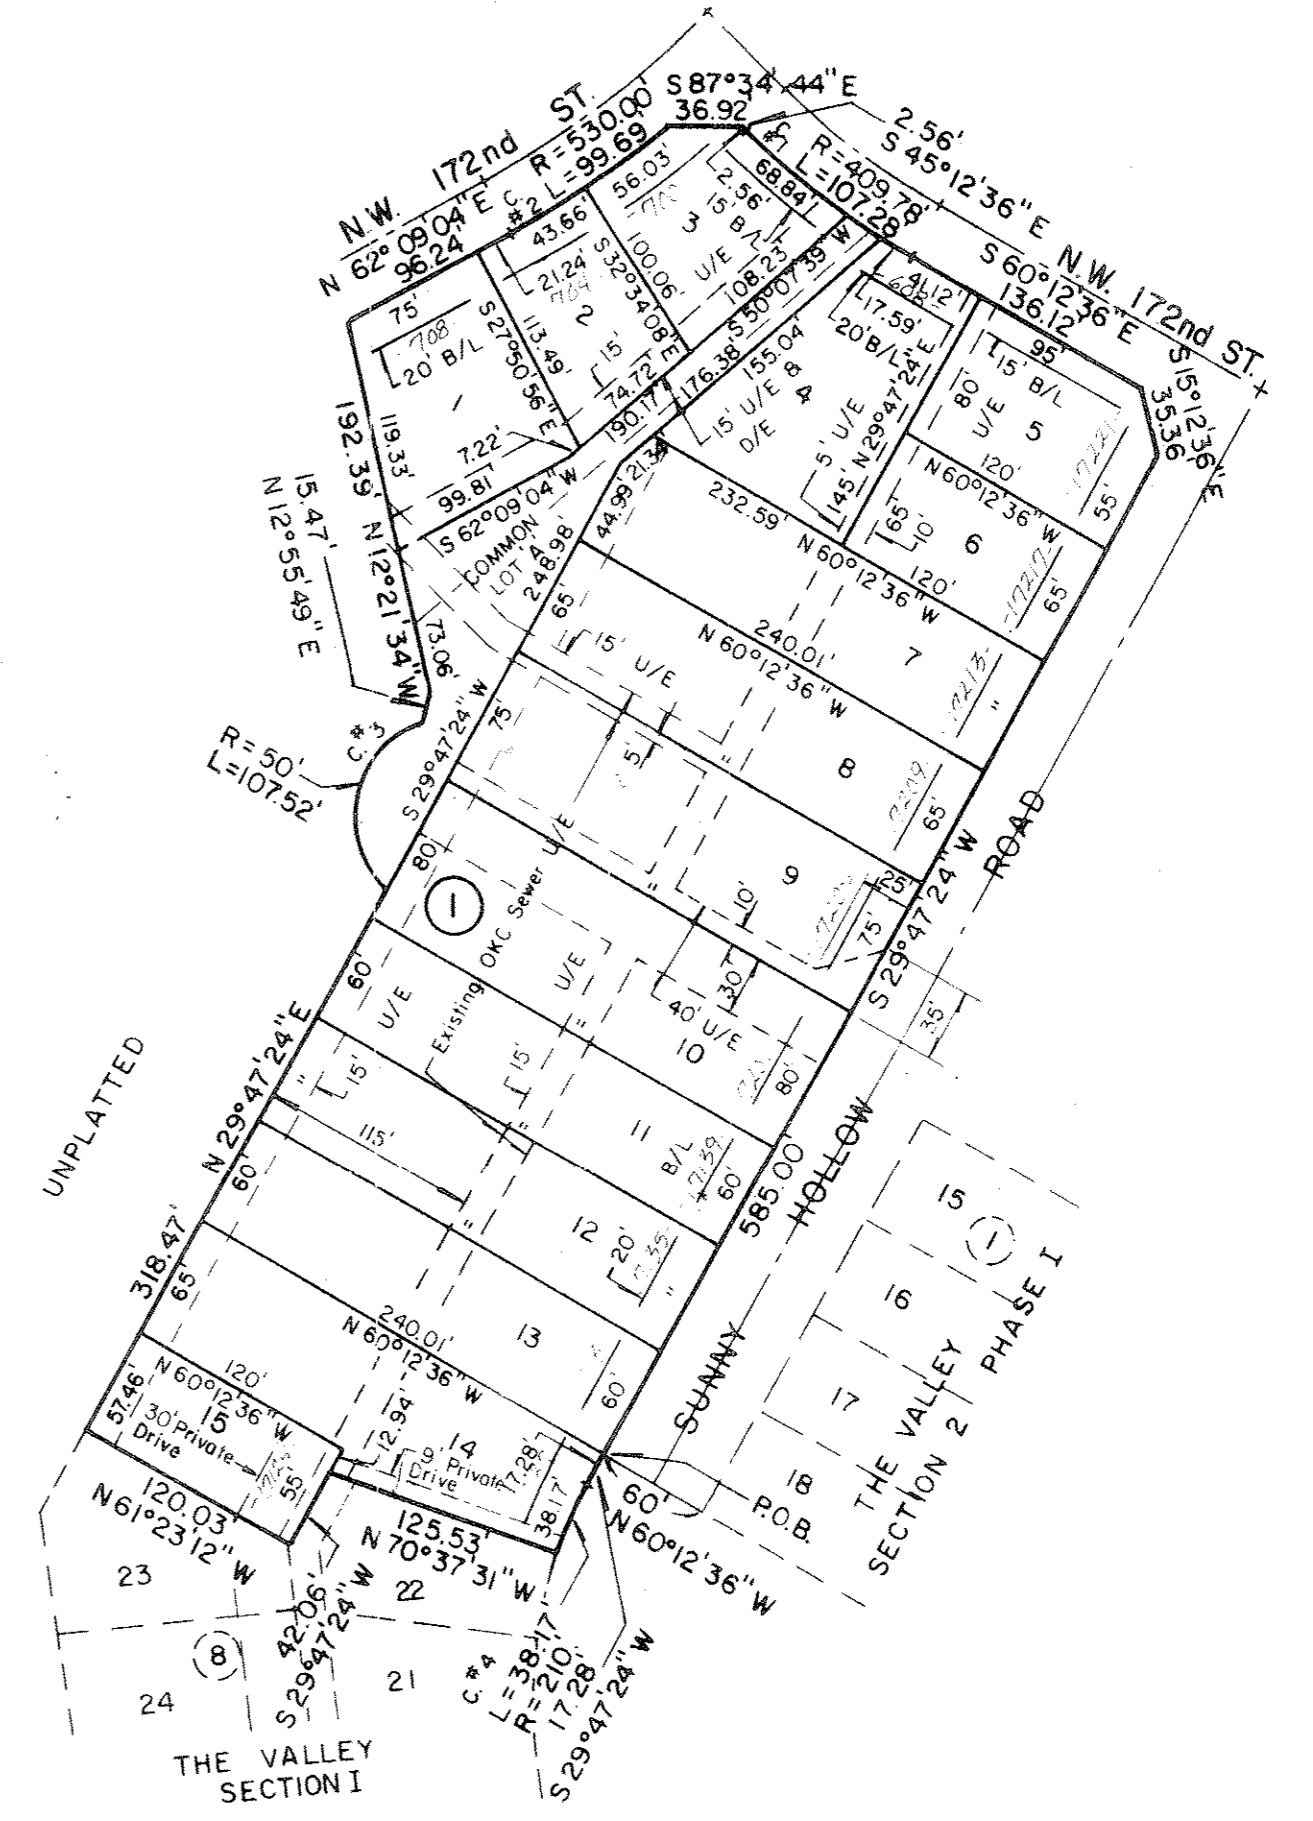 S 87°34'44"E
36.92'
2.56'
S 45°12'36"E
N.W. 172nd ST.
R=530.00'
L=99.69'
C. #2
N 62°09'04"E
96.24'
C. #1
R=409.78'
L=107.28'
S 60°12'36"E
136.12'
N.W. 172nd ST.
S 15°12'36"E
35.36'
56.03'
2.56'
68.84'
15' B/L
3
U/E
100.06'
108.23'
S 50°07'39"W
43.66'
21.24'
704
2
S 32°34'08"E
15'
74.72'
190.17'
176.38'
75'
708
20' B/L
1
S 27°50'56"E
113.49'
119.33'
7.22'
99.81'
S 62°09'04"W
192.39'
N 12°21'34"W
73.06'
15.47'
N 12°55'49"E
COMMON
LOT 'A'
248.98'
44.99'
21.34'
41.12'
608
17.59'
20' B/L
155.04'
15' U/E &
D/E
4
5' U/E
145'
N 29°47'24"E
95'
15' B/L
80'
U/E
5
17221
120'
55'
N 60°12'36"W
65'
10'
6
17217
120'
65'
232.59'
N 60°12'36"W
7
17213
"
240.01'
N 60°12'36"W
65'
15' U/E
8
17209
65'
S 29°47'24"W
75'
5'
"
9
25'
75'
10'
R=50'
L=107.52'
C. #3
S 29°47'24"W
ROAD
80'
1
"
30'
40' U/E
10
80'
35'
Existing OKC Sewer U/E
U/E
60'
U/E
"
15'
11
B/L
17139
60'
585.00'
HOLLOW
UNPLATTED
N 29°47'24"E
318.47'
"
15'
115'
"
12
20'
"
60'
"
13
60'
SUNNY
65'
240.01'
N 60°12'36"W
120'
N 60°12'36"W
57.46'
15
30' Private
Drive
55'
12.94'
14
9' Private
Drive
17.28'
38.17'
120.03'
N 61°23'12"W
125.53'
N 70°37'31"W
60'
N 60°12'36"W
P.O.B.
15
1
16
17
18
THE VALLEY
SECTION 2 PHASE I
23
22
42.06'
S 29°47'24"W
8
24
21
C. #4
L=38.17'
R=210.'
17.28'
S 29°47'24"W
THE VALLEY
SECTION I